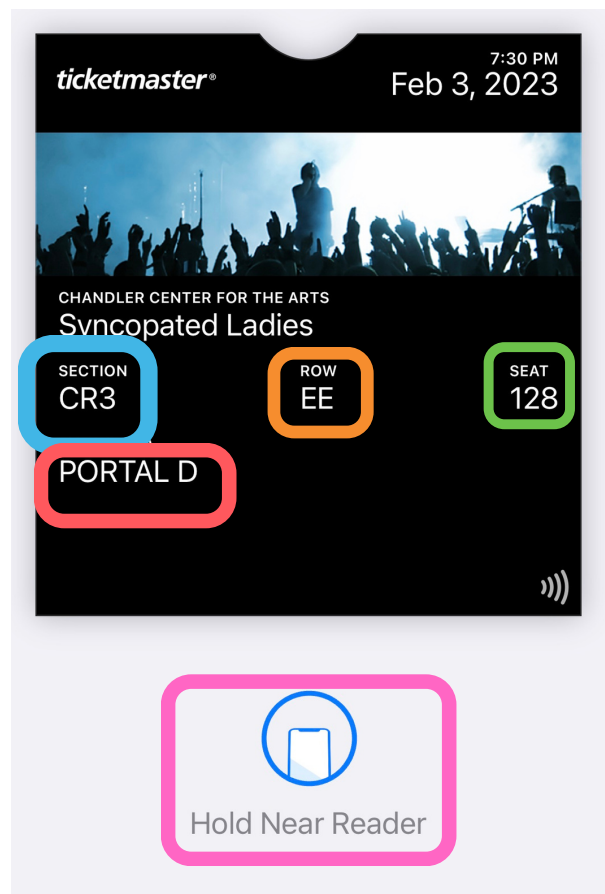 ticketmaster®
7:30 PM
Feb 3, 2023
CHANDLER CENTER FOR THE ARTS
Syncopated Ladies
SECTION ROW SEAT
CR3 EE 128
PORTAL D
Hold Near Reader